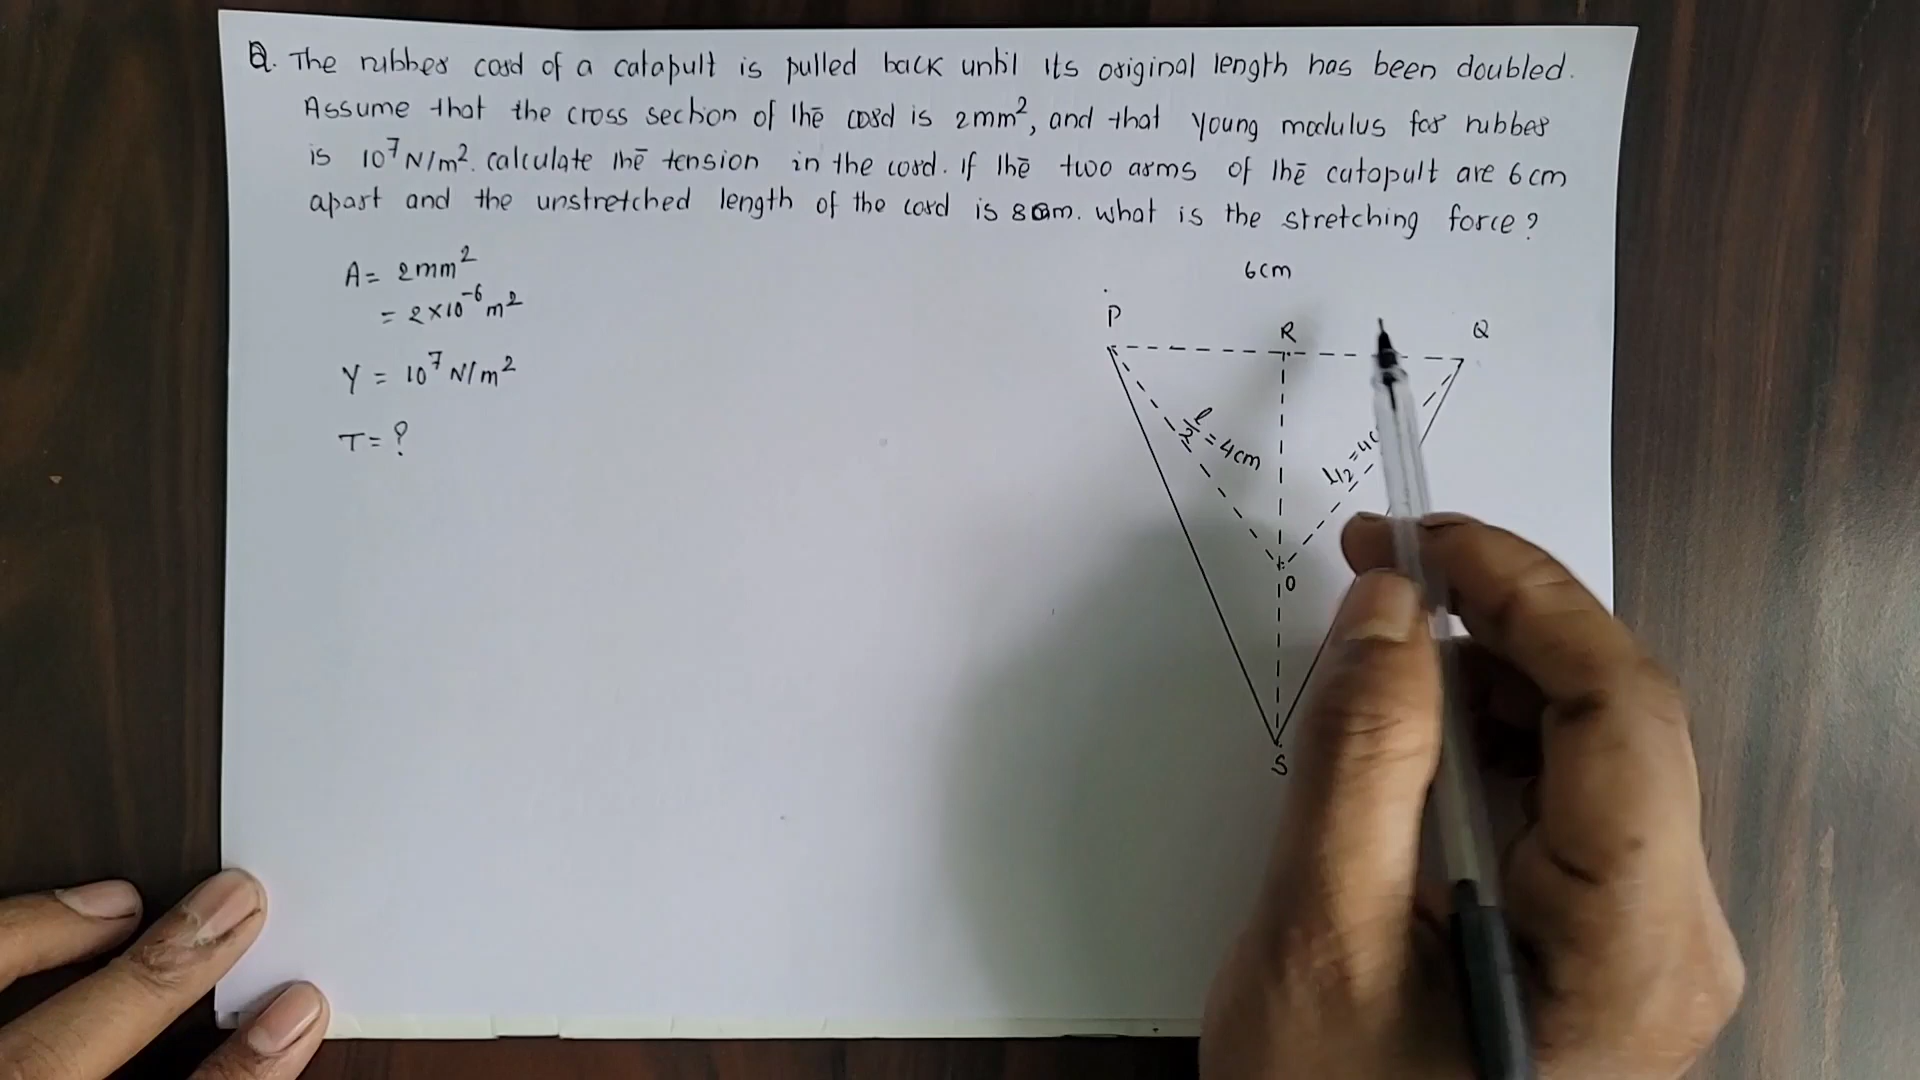 Q. The rubber cord of a catapult is pulled back until its original length has been doubled.
Assume that the cross section of the cord is 2mm², and that young modulus for rubber
is 10⁷ N/m². calculate the tension in the cord. If the two arms of the catapult are 6cm
apart and the unstretched length of the cord is 8cm. what is the stretching force?
A = 2mm²
= 2×10⁻⁶ m²
Y = 10⁷ N/m²
T = ?
6cm
P
R
Q
l/2 = 4cm
l/2 =
O
S